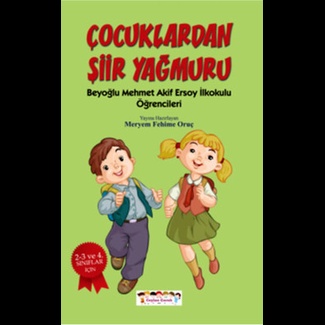 ÇOCUKLARDAN
ŞİİR YAĞMURU
Beyoğlu Mehmet Akif Ersoy İlkokulu
Öğrencileri
Yayına Hazırlayan
Meryem Fehime Oruç
2-3 ve 4.
SINIFLAR
İÇİN